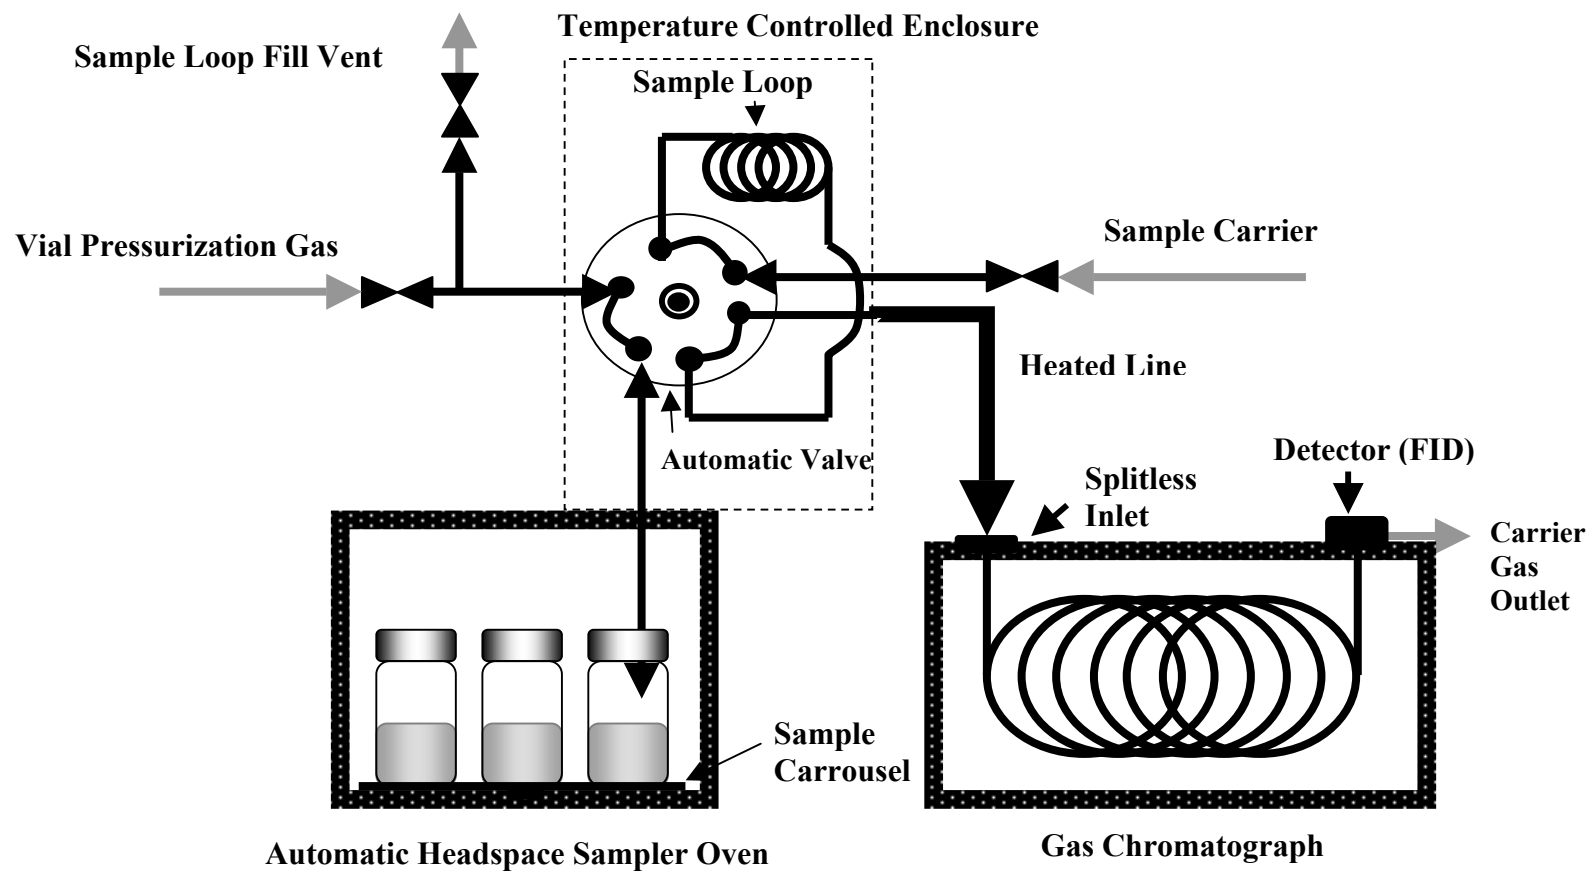 Temperature Controlled Enclosure
Sample Loop Fill Vent
Sample Loop
Vial Pressurization Gas
Sample Carrier
Heated Line
Automatic Valve
Detector (FID)
Splitless
Inlet
Carrier
Gas
Outlet
Sample
Carrousel
Automatic Headspace Sampler Oven
Gas Chromatograph